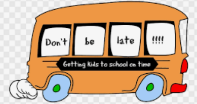 Don't be late !!!!
Getting kids to school on time